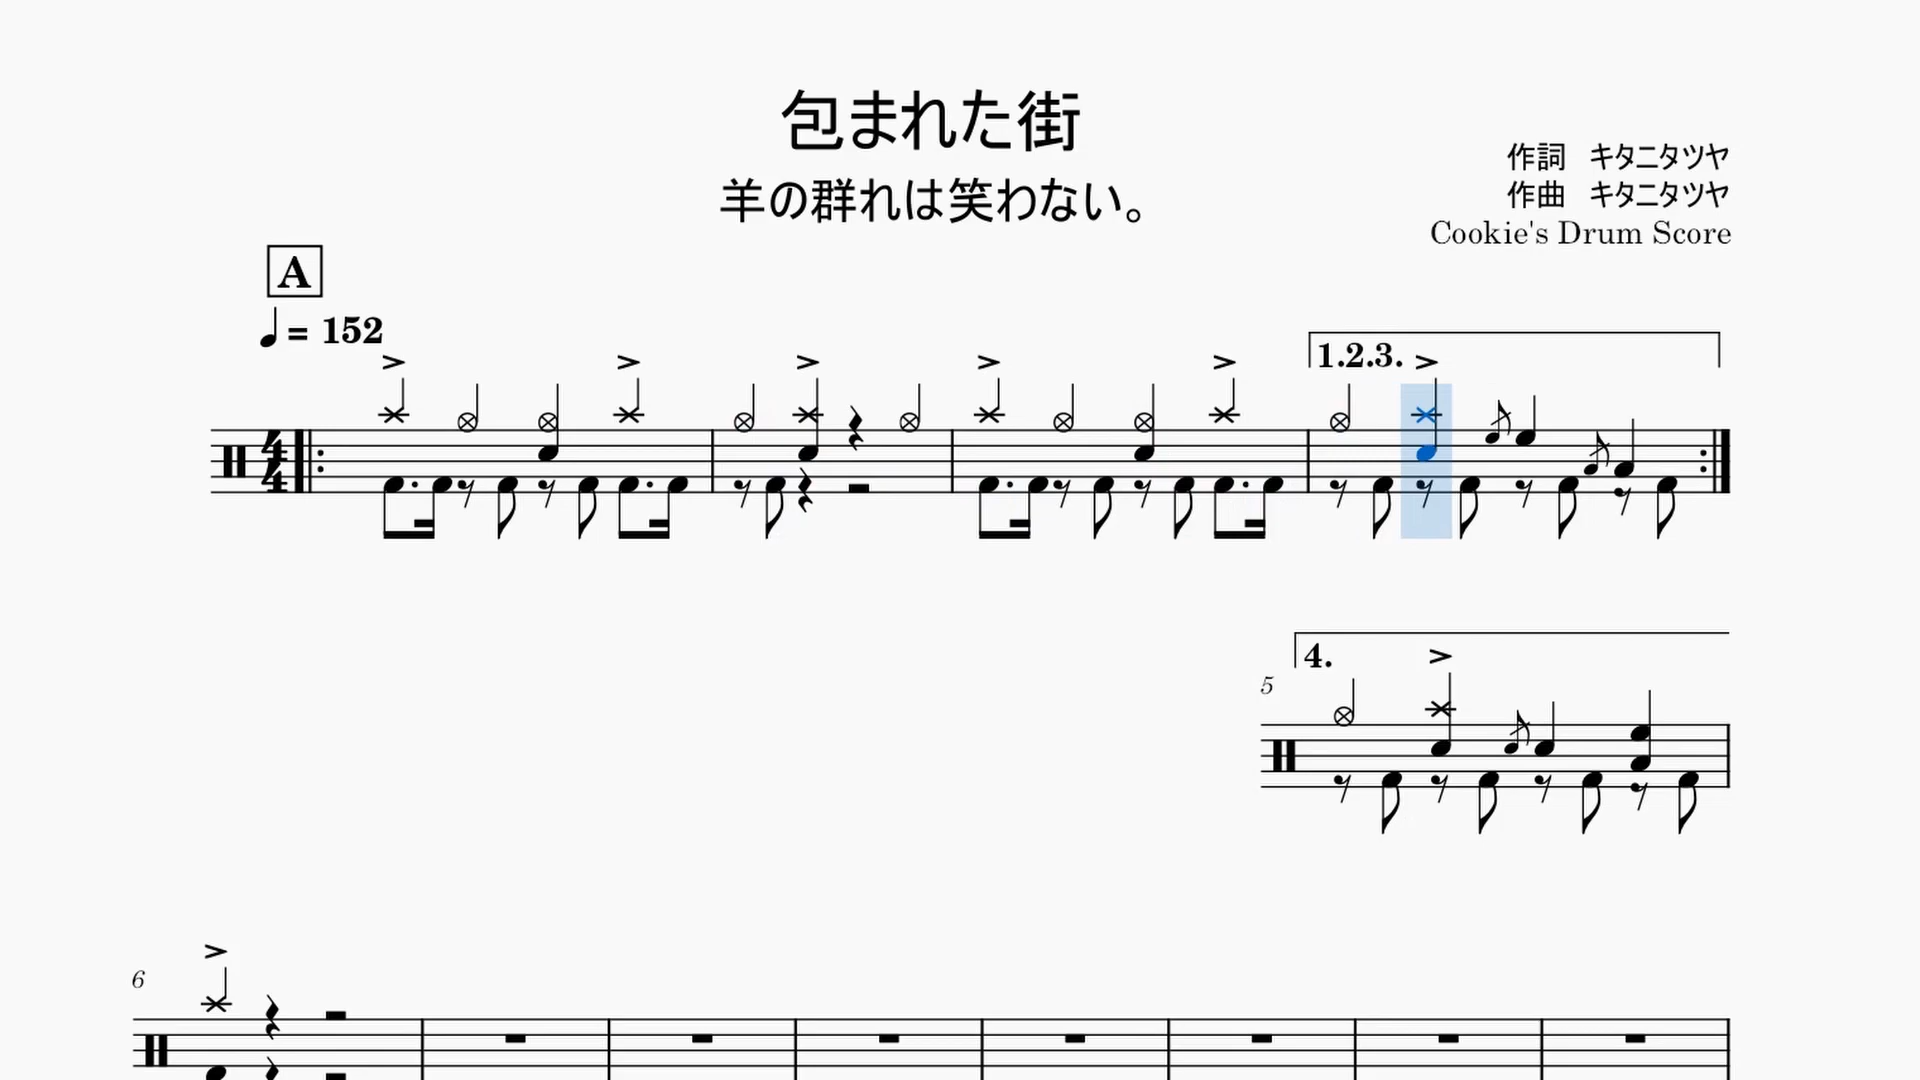 包まれた街
羊の群れは笑わない。
作詞　キタニタツヤ
作曲　キタニタツヤ
Cookie's Drum Score
A
♩ = 152
1.2.3.
4
4
4.
5
6